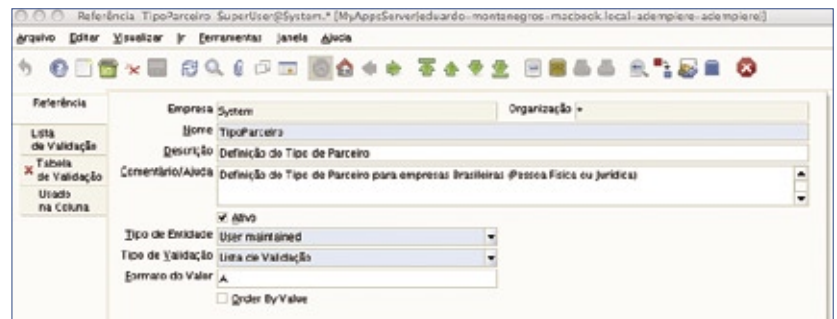 Referência TipoParceiro SuperUser@System.* [MyAppsServer{eduardo-montenegros-macbook.local-adempiere-adempiere}]
Arquivo Editar Visualizar Ir Ferramentas Janela Ajuda
Referência
Lista
de Validação
Tabela
de Validação
Usado
na Coluna
Empresa System Organização *
Nome TipoParceiro
Descrição Definição do Tipo de Parceiro
Comentário/Ajuda Definição do Tipo de Parceiro para empresas Brasileiras (Pessoa Física ou Jurídica)
Ativo
Tipo de Entidade User maintained
Tipo de Validação Lista de Validação
Formato do Valor A
Order By Value